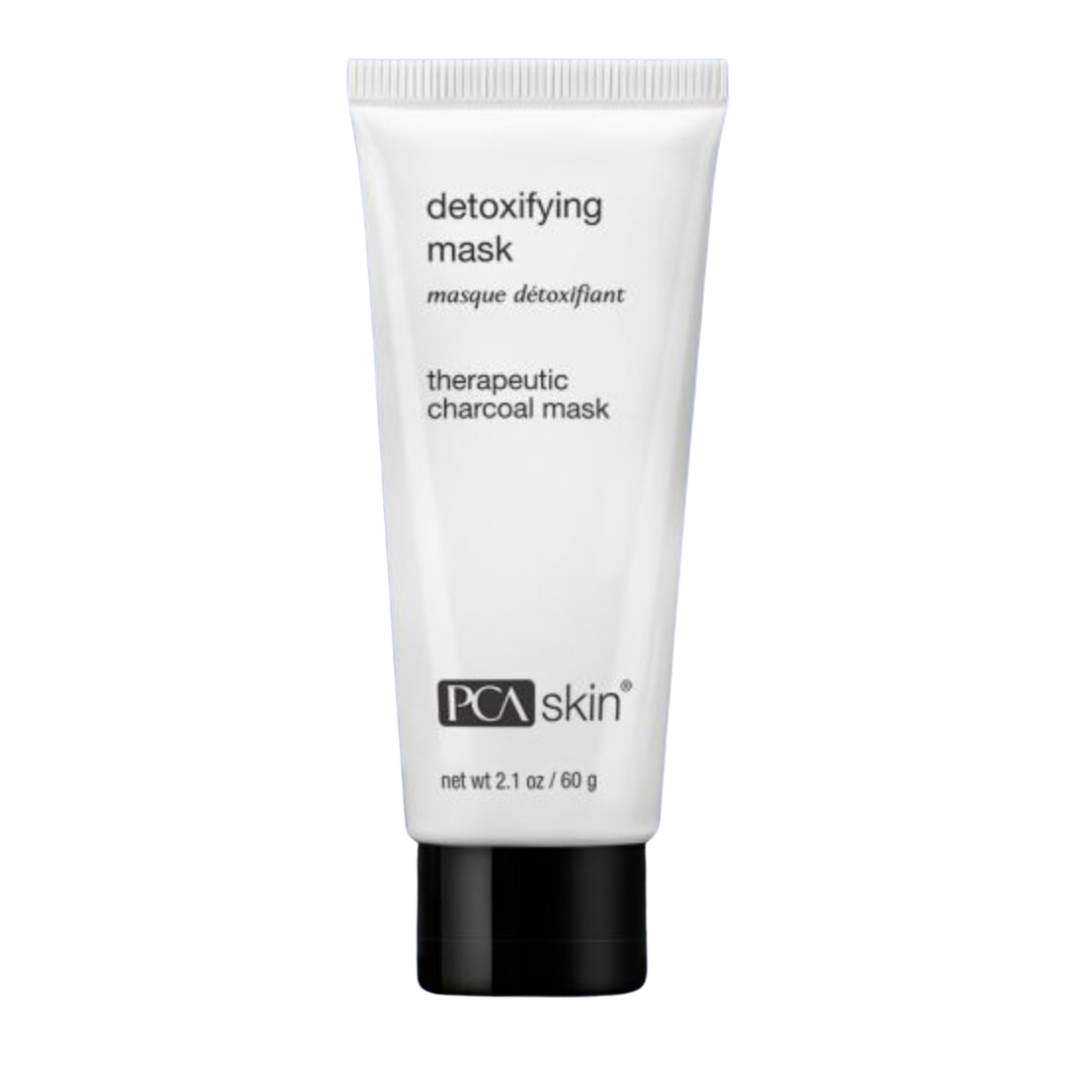 detoxifying
mask
masque détoxifiant
therapeutic
charcoal mask
PCA skin®
net wt 2.1 oz / 60 g